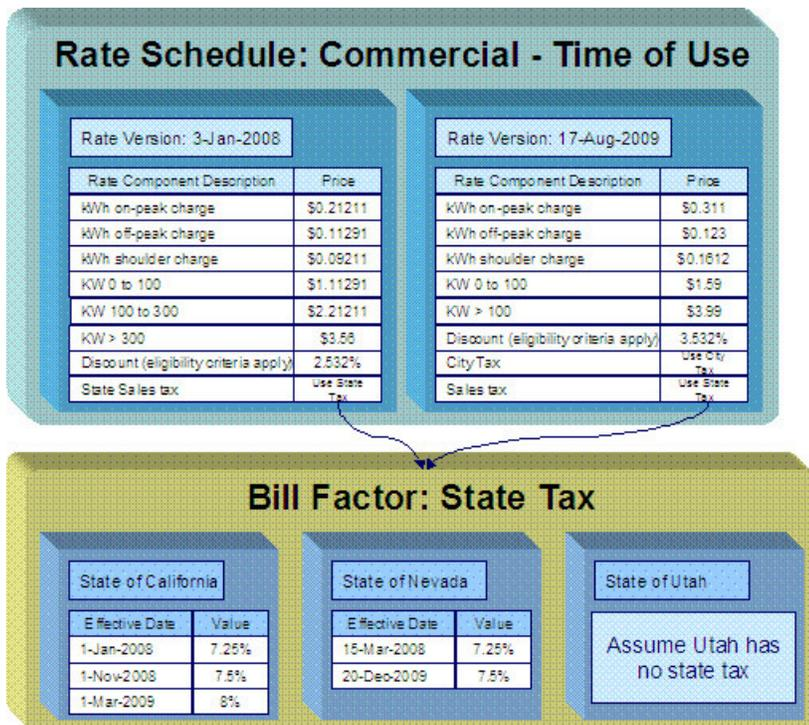 Rate Schedule: Commercial - Time of Use
Rate Version: 3-Jan-2008
Rate Component Description Price
kWh on-peak charge $0.21211
kWh off-peak charge $0.11291
kWh shoulder charge $0.09211
KW 0 to 100 $1.11291
KW 100 to 300 $2.21211
KW > 300 $3.56
Discount (eligibility criteria apply) 2.532%
State Sales tax Use State Tax
Rate Version: 17-Aug-2009
Rate Component Description Price
kWh on-peak charge $0.311
kWh off-peak charge $0.123
kWh shoulder charge $0.1612
KW 0 to 100 $1.59
KW > 100 $3.99
Discount (eligibility criteria apply) 3.532%
City Tax Use City Tax
Sales tax Use State Tax
Bill Factor: State Tax
State of California
Effective Date Value
1-Jan-2008 7.25%
1-Nov-2008 7.5%
1-Mar-2009 8%
State of Nevada
Effective Date Value
15-Mar-2008 7.25%
20-Dec-2009 7.5%
State of Utah
Assume Utah has
no state tax